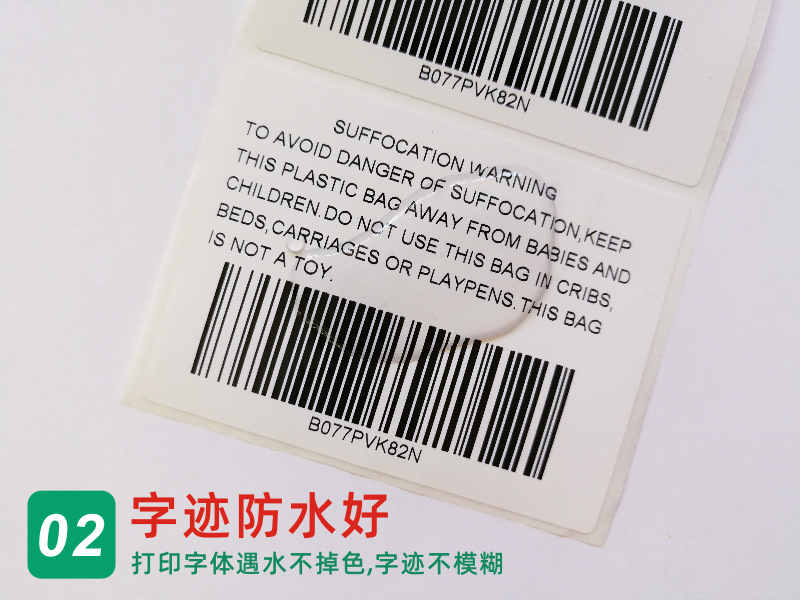 B077PVK82N
SUFFOCATION WARNING
TO AVOID DANGER OF SUFFOCATION,KEEP
THIS PLASTIC BAG AWAY FROM BABIES AND
CHILDREN.DO NOT USE THIS BAG IN CRIBS,
BEDS,CARRIAGES OR PLAYPENS.THIS BAG
IS NOT A TOY.
B077PVK82N
02
字迹防水好
打印字体遇水不掉色,字迹不模糊